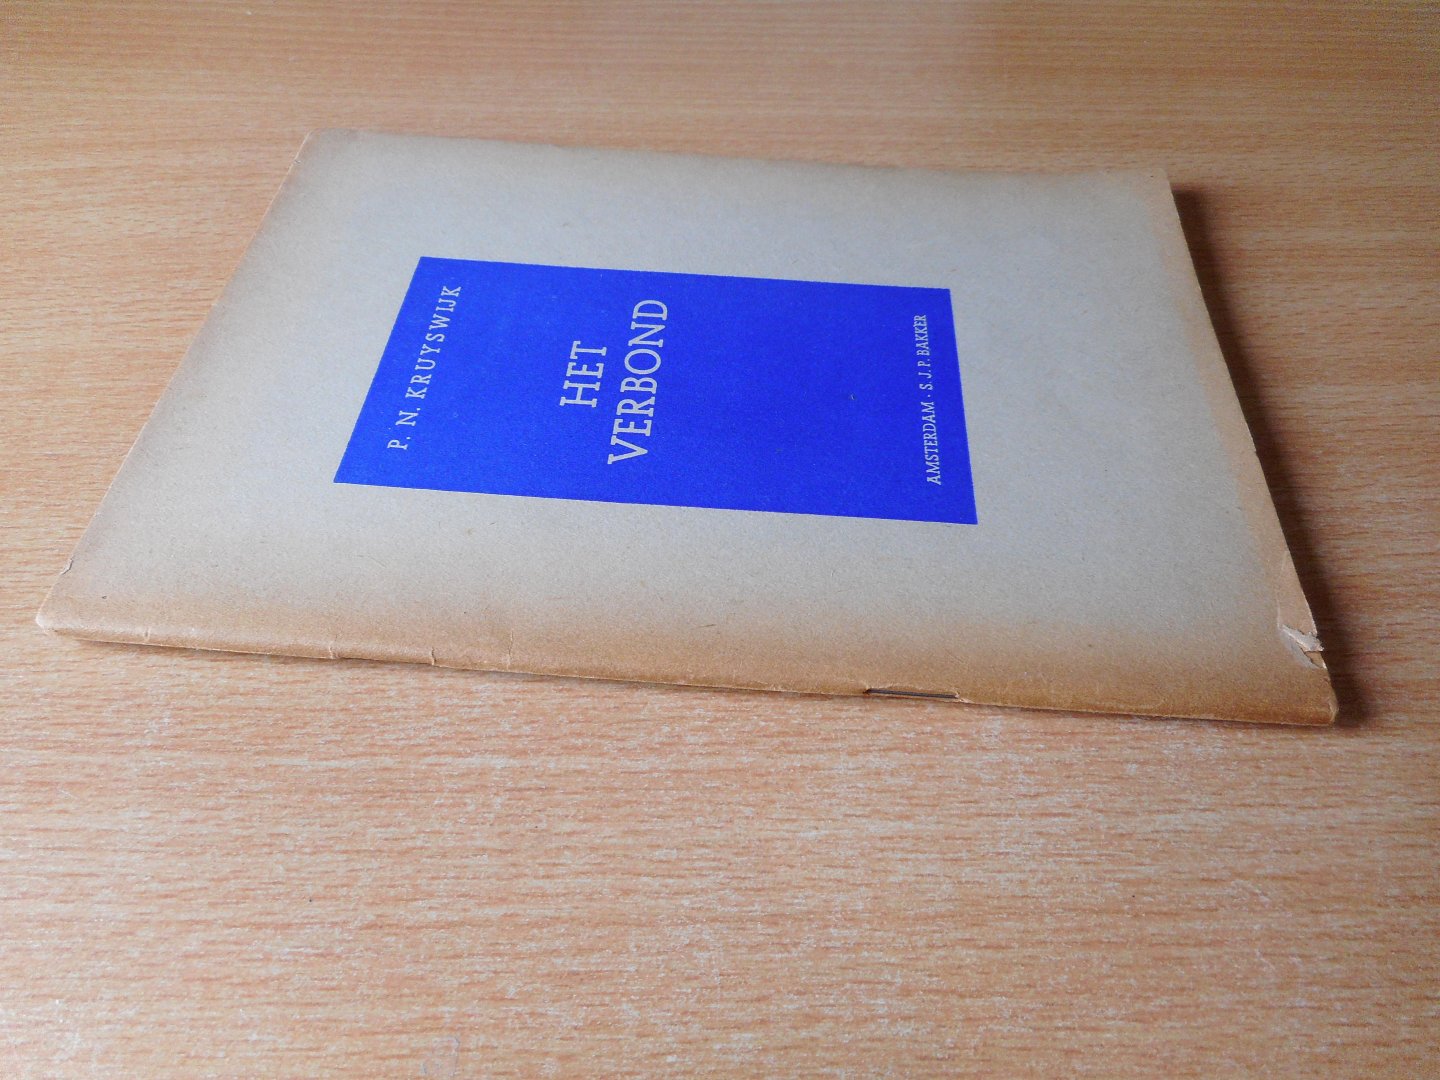 P. N. KRUYSWIJK
HET
VERBOND
AMSTERDAM · S. J. P. BAKKER